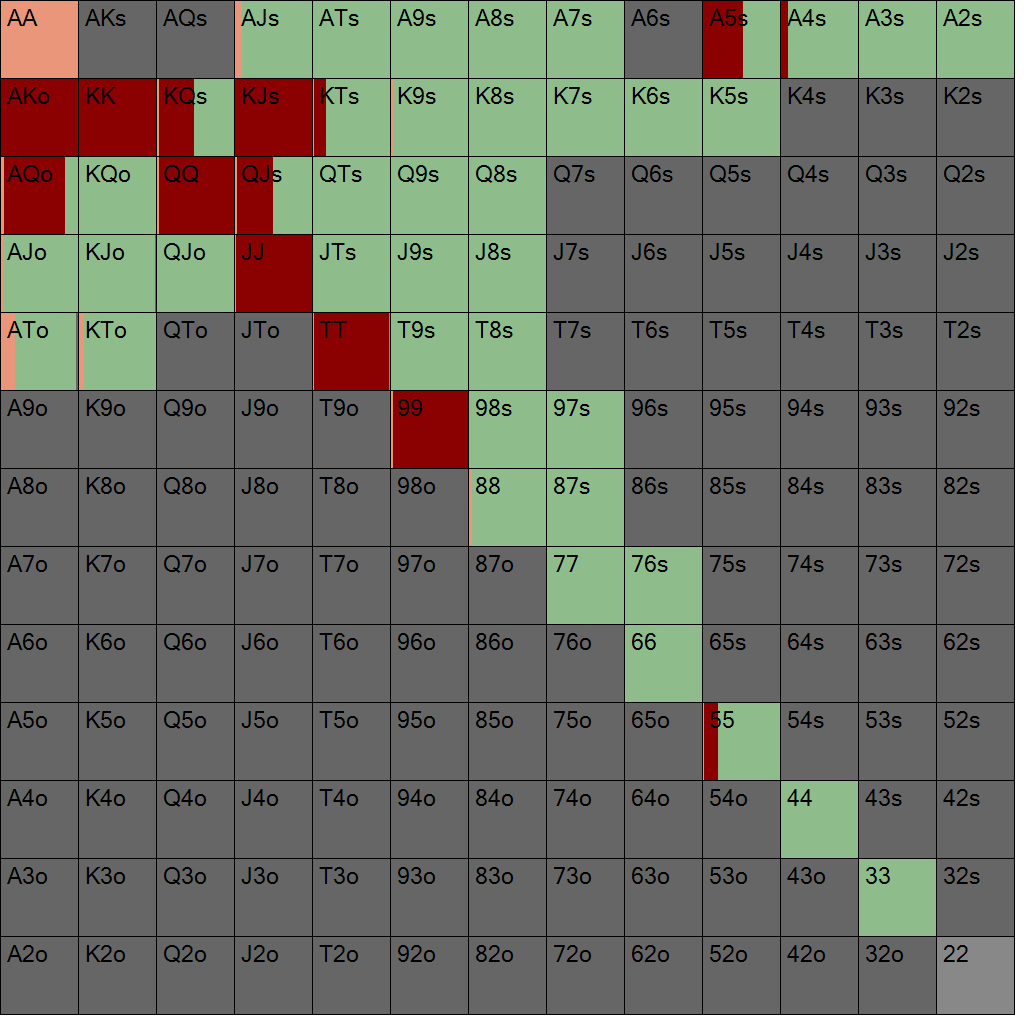 AA AKs AQs AJs ATs A9s A8s A7s A6s A5s A4s A3s A2s
AKo KK KQs KJs KTs K9s K8s K7s K6s K5s K4s K3s K2s
AQo KQo QQ QJs QTs Q9s Q8s Q7s Q6s Q5s Q4s Q3s Q2s
AJo KJo QJo JJ JTs J9s J8s J7s J6s J5s J4s J3s J2s
ATo KTo QTo JTo TT T9s T8s T7s T6s T5s T4s T3s T2s
A9o K9o Q9o J9o T9o 99 98s 97s 96s 95s 94s 93s 92s
A8o K8o Q8o J8o T8o 98o 88 87s 86s 85s 84s 83s 82s
A7o K7o Q7o J7o T7o 97o 87o 77 76s 75s 74s 73s 72s
A6o K6o Q6o J6o T6o 96o 86o 76o 66 65s 64s 63s 62s
A5o K5o Q5o J5o T5o 95o 85o 75o 65o 55 54s 53s 52s
A4o K4o Q4o J4o T4o 94o 84o 74o 64o 54o 44 43s 42s
A3o K3o Q3o J3o T3o 93o 83o 73o 63o 53o 43o 33 32s
A2o K2o Q2o J2o T2o 92o 82o 72o 62o 52o 42o 32o 22